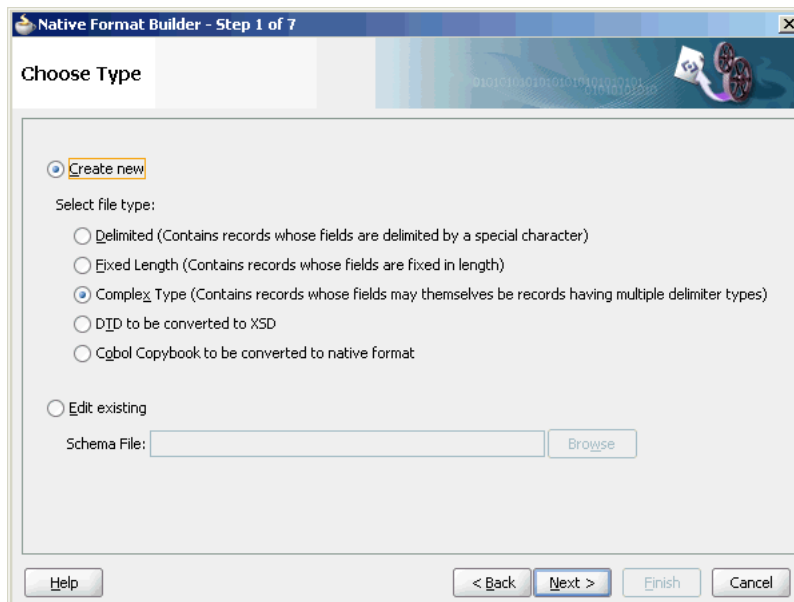 Native Format Builder - Step 1 of 7
Choose Type
0101010101010101010101010101
01010101010
Create new
Select file type:
Delimited (Contains records whose fields are delimited by a special character)
Fixed Length (Contains records whose fields are fixed in length)
Complex Type (Contains records whose fields may themselves be records having multiple delimiter types)
DTD to be converted to XSD
Cobol Copybook to be converted to native format
Edit existing
Schema File: Browse
Help < Back Next > Finish Cancel